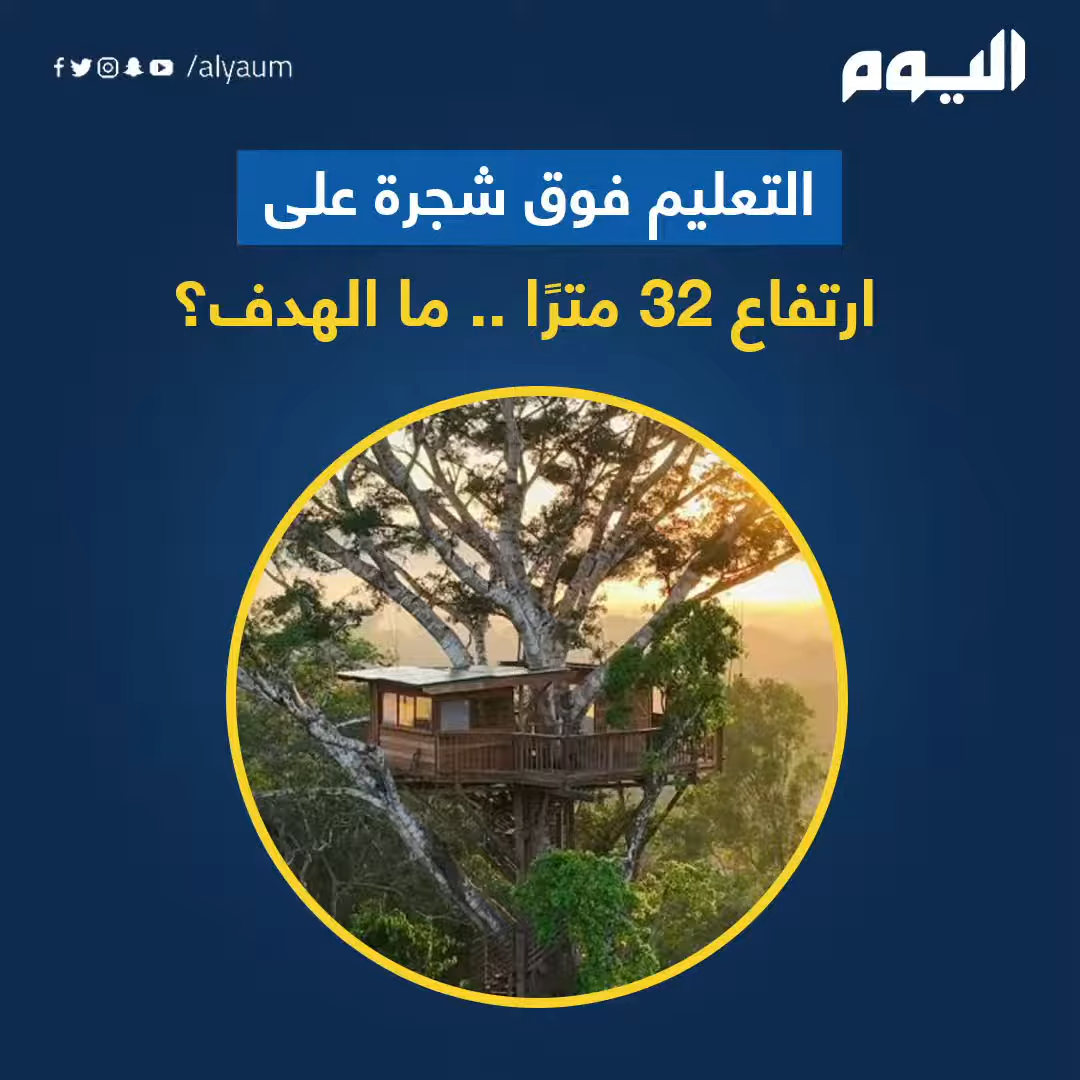 /alyaum
اليوم
التعليم فوق شجرة على
ارتفاع 32 مترًا .. ما الهدف؟